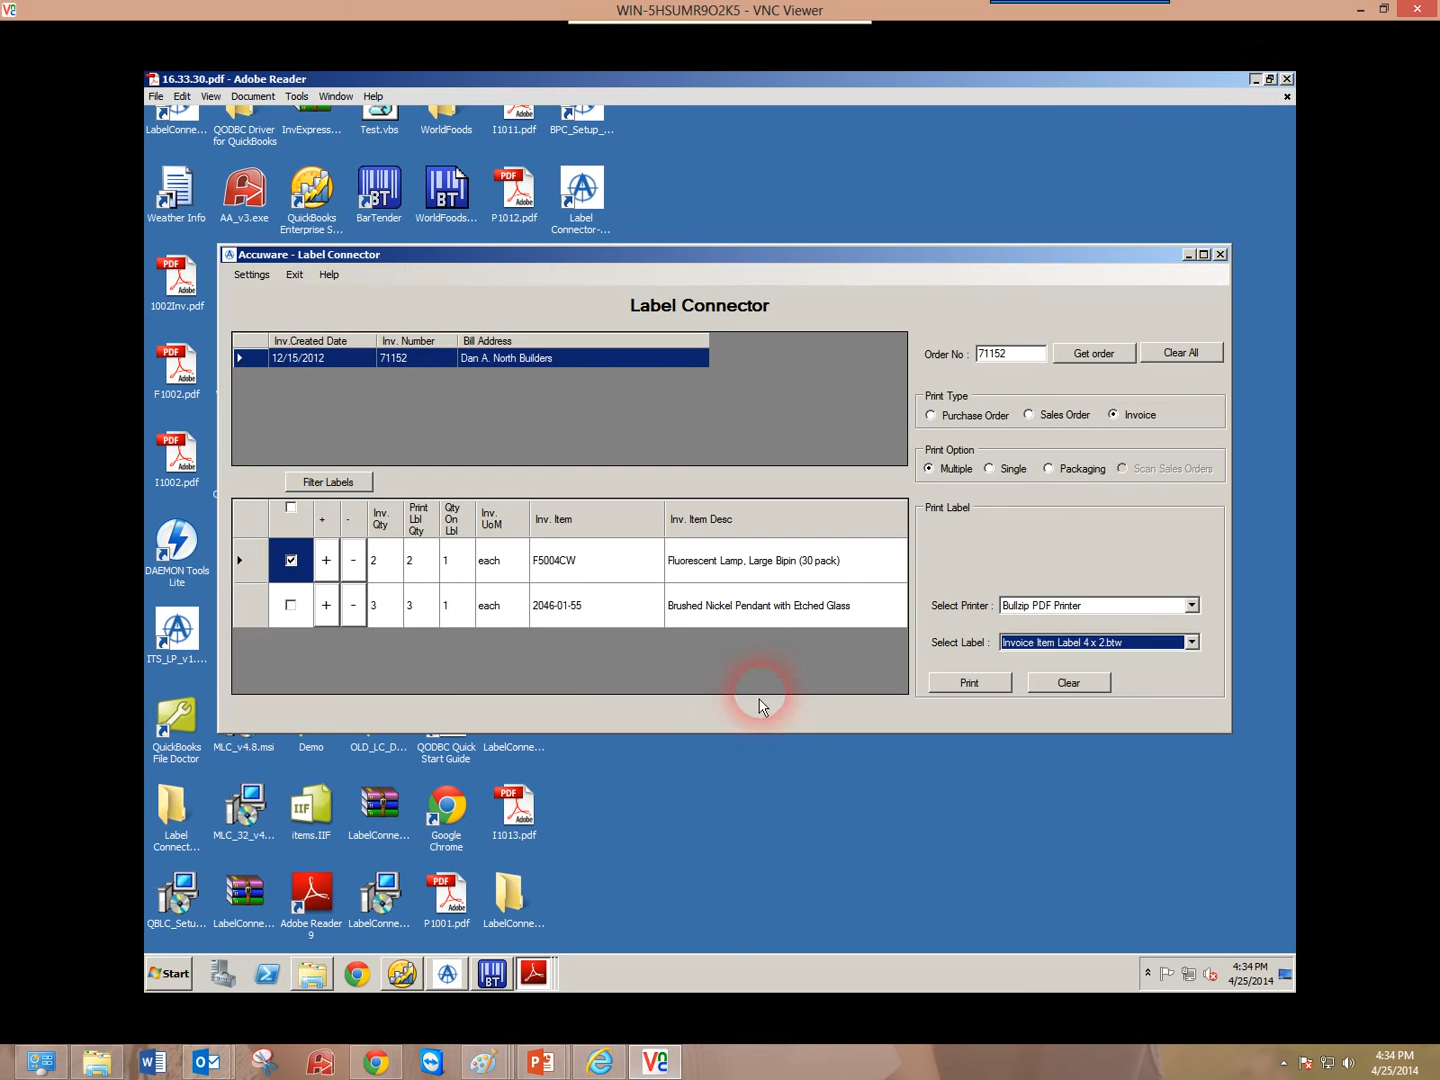 WIN-5HSUMR9O2K5 - VNC Viewer
16.33.30.pdf - Adobe Reader
File Edit View Document Tools Window Help
LabelConne... QODBC Driver for QuickBooks InvExpress... Test.vbs WorldFoods I1011.pdf BPC_Setup_...
Weather Info AA_v3.exe QuickBooks Enterprise S... BarTender WorldFoods... P1012.pdf Label Connector-...
Accuware - Label Connector
Settings Exit Help
1002Inv.pdf
Label Connector
Inv.Created Date Inv. Number Bill Address
12/15/2012 71152 Dan A. North Builders
Order No : 71152 Get order Clear All
F1002.pdf
Print Type
Purchase Order Sales Order Invoice
Print Option
Multiple Single Packaging Scan Sales Orders
I1002.pdf
Filter Labels
+ - Inv. Qty Print Lbl Qty Qty On Lbl Inv. UoM Inv. Item Inv. Item Desc
+ - 2 2 1 each F5004CW Fluorescent Lamp, Large Bipin (30 pack)
+ - 3 3 1 each 2046-01-55 Brushed Nickel Pendant with Etched Glass
Print Label
DAEMON Tools Lite
Select Printer : Bullzip PDF Printer
Select Label : Invoice Item Label 4 x 2.btw
Print Clear
ITS_LP_v1....
QuickBooks File Doctor MLC_v4.8.msi Demo OLD_LC_D... QODBC Quick Start Guide LabelConne...
Label Connect... MLC_32_v4... items.IIF LabelConne... Google Chrome I1013.pdf
QBLC_Setu... LabelConne... Adobe Reader 9 LabelConne... P1001.pdf LabelConne...
Start
4:34 PM
4/25/2014
4:34 PM
4/25/2014